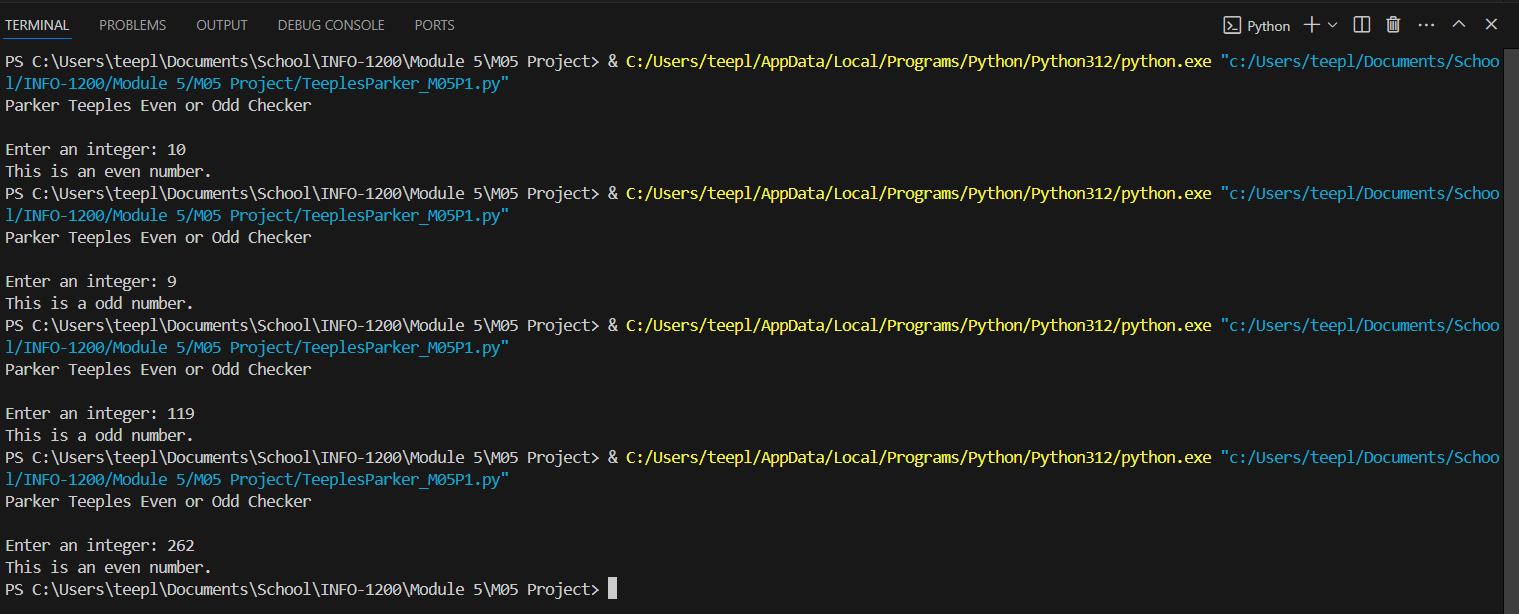 TERMINAL PROBLEMS OUTPUT DEBUG CONSOLE PORTS Python
PS C:\Users\teepl\Documents\School\INFO-1200\Module 5\M05 Project> & C:/Users/teepl/AppData/Local/Programs/Python/Python312/python.exe "c:/Users/teepl/Documents/Schoo
l/INFO-1200/Module 5/M05 Project/ParkerTeeples_M05P1.py"
Parker Teeples Even or Odd Checker

Enter an integer: 10
This is an even number.
PS C:\Users\teepl\Documents\School\INFO-1200\Module 5\M05 Project> & C:/Users/teepl/AppData/Local/Programs/Python/Python312/python.exe "c:/Users/teepl/Documents/Schoo
l/INFO-1200/Module 5/M05 Project/TeeplesParker_M05P1.py"
Parker Teeples Even or Odd Checker

Enter an integer: 9
This is a odd number.
PS C:\Users\teepl\Documents\School\INFO-1200\Module 5\M05 Project> & C:/Users/teepl/AppData/Local/Programs/Python/Python312/python.exe "c:/Users/teepl/Documents/Schoo
l/INFO-1200/Module 5/M05 Project/TeeplesParker_M05P1.py"
Parker Teeples Even or Odd Checker

Enter an integer: 119
This is a odd number.
PS C:\Users\teepl\Documents\School\INFO-1200\Module 5\M05 Project> & C:/Users/teepl/AppData/Local/Programs/Python/Python312/python.exe "c:/Users/teepl/Documents/Schoo
l/INFO-1200/Module 5/M05 Project/TeeplesParker_M05P1.py"
Parker Teeples Even or Odd Checker

Enter an integer: 262
This is an even number.
PS C:\Users\teepl\Documents\School\INFO-1200\Module 5\M05 Project>